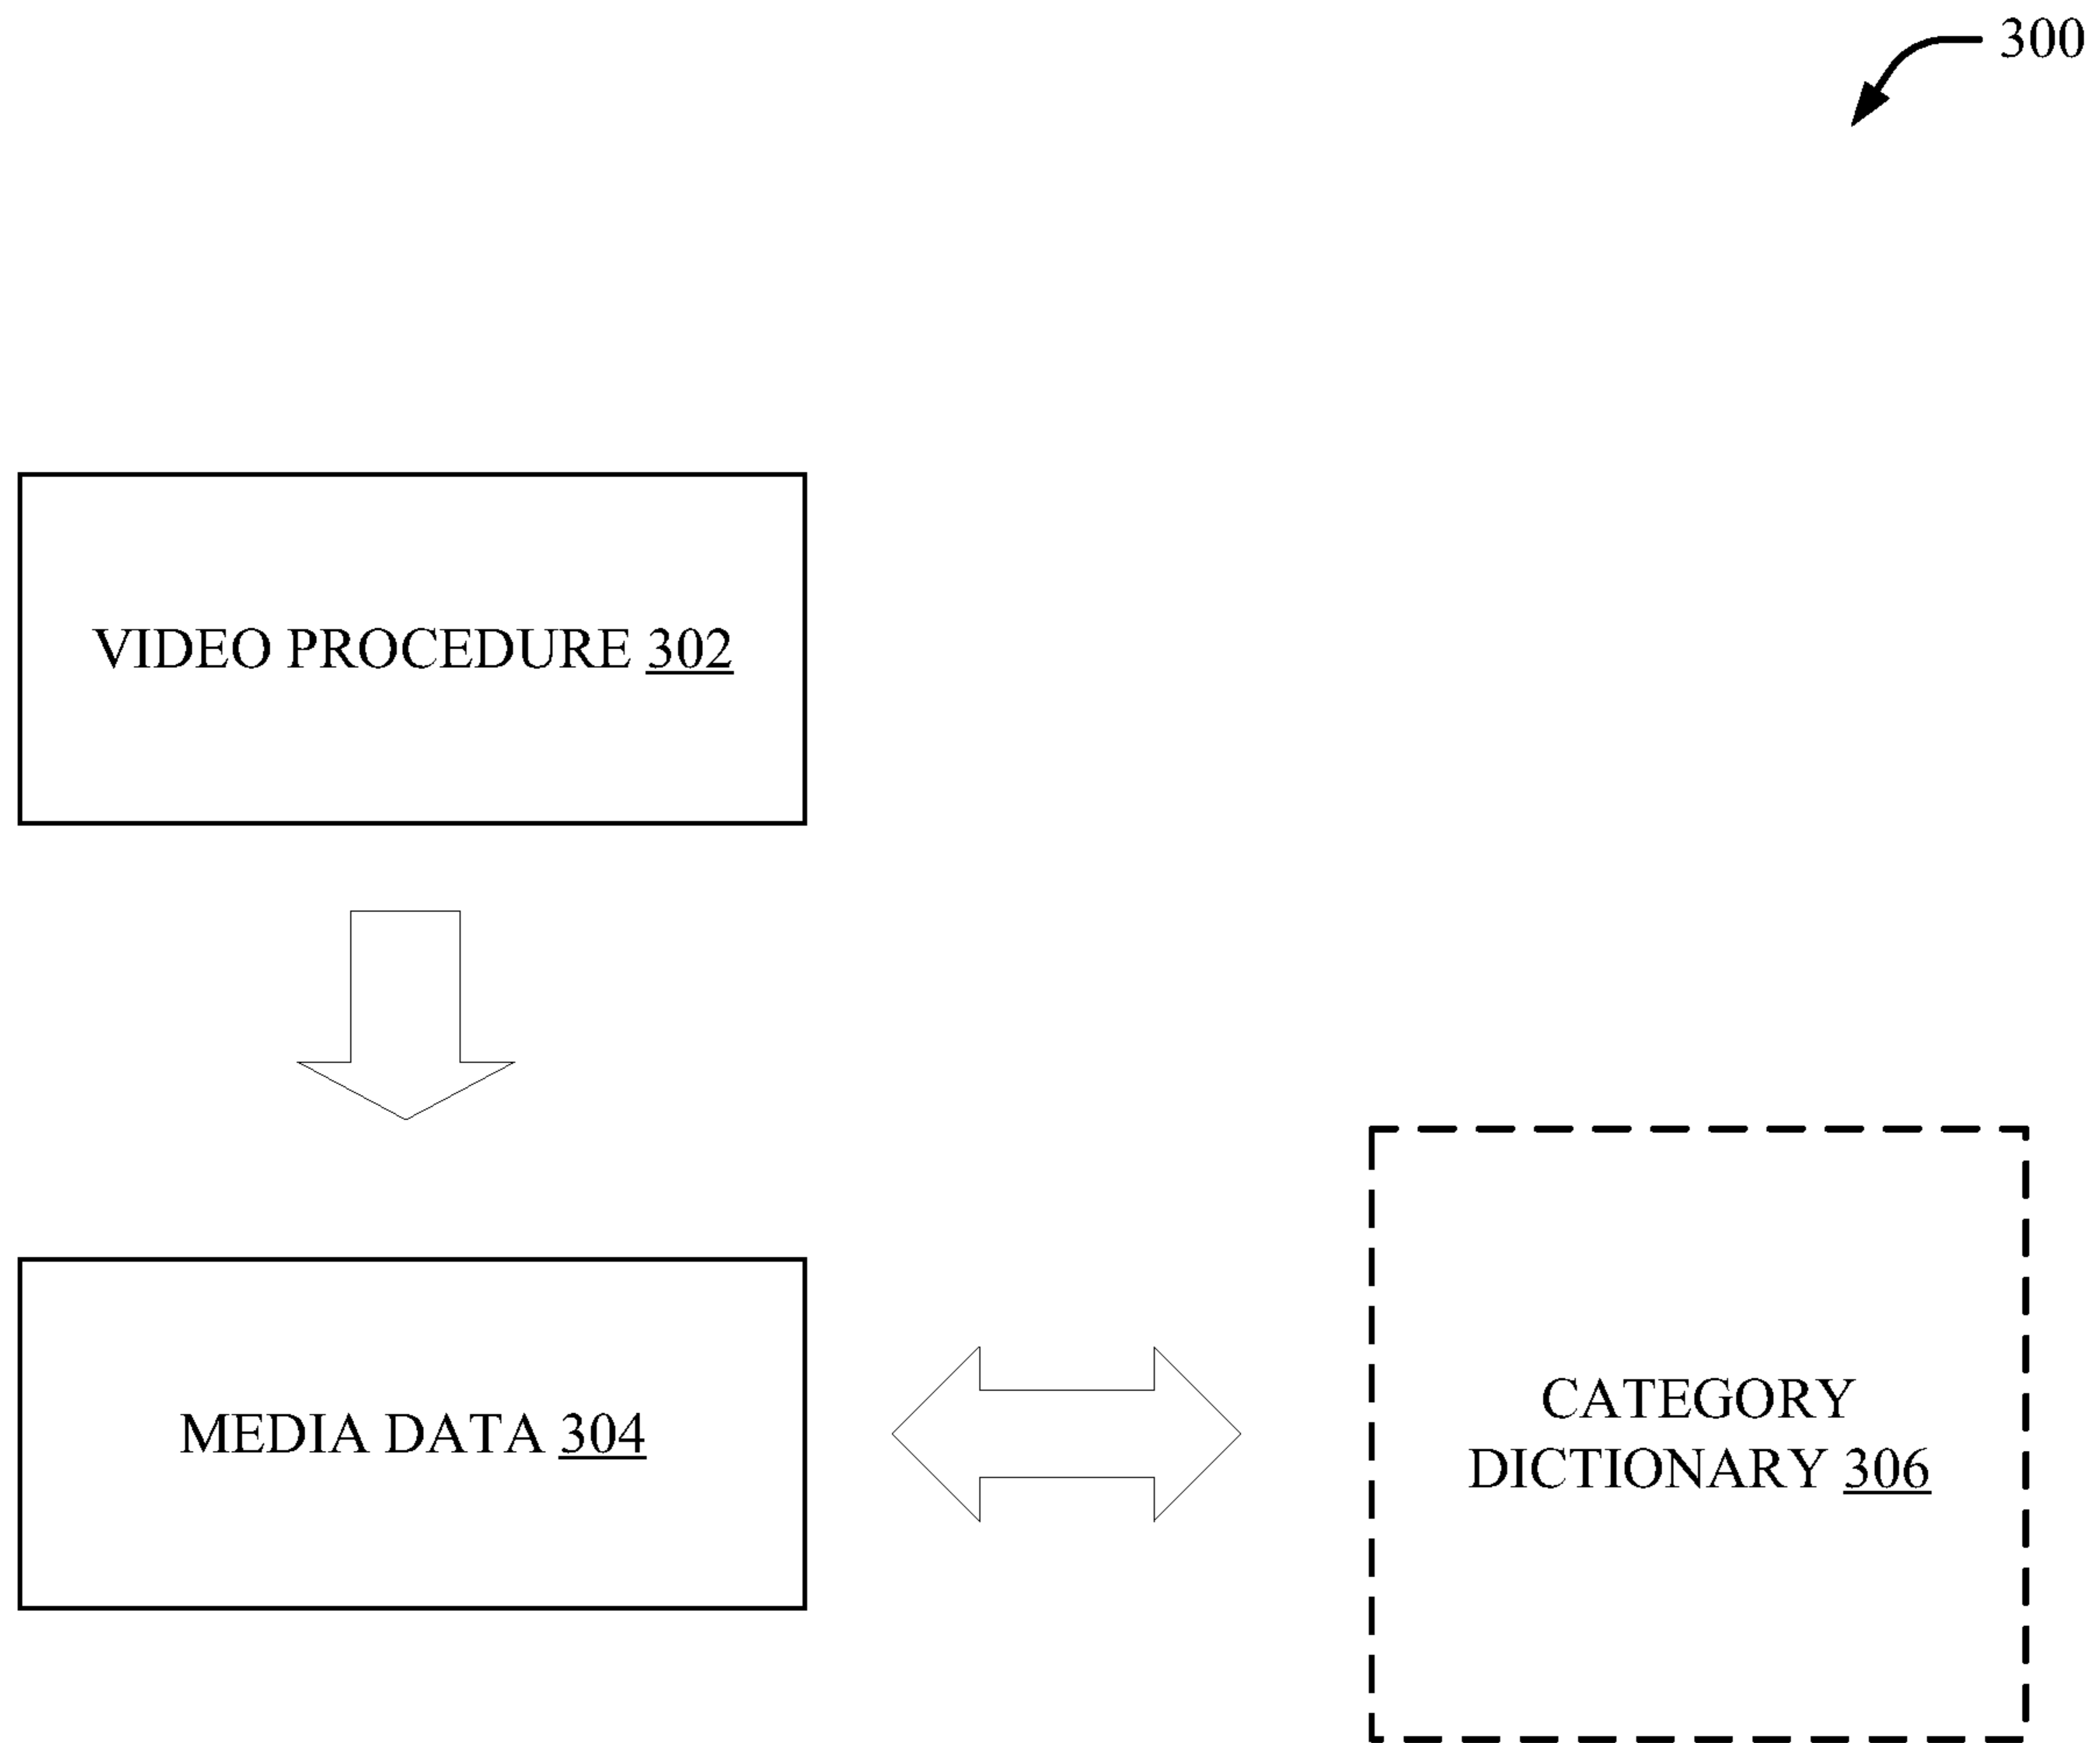 300
VIDEO PROCEDURE 302
MEDIA DATA 304
CATEGORY
DICTIONARY 306